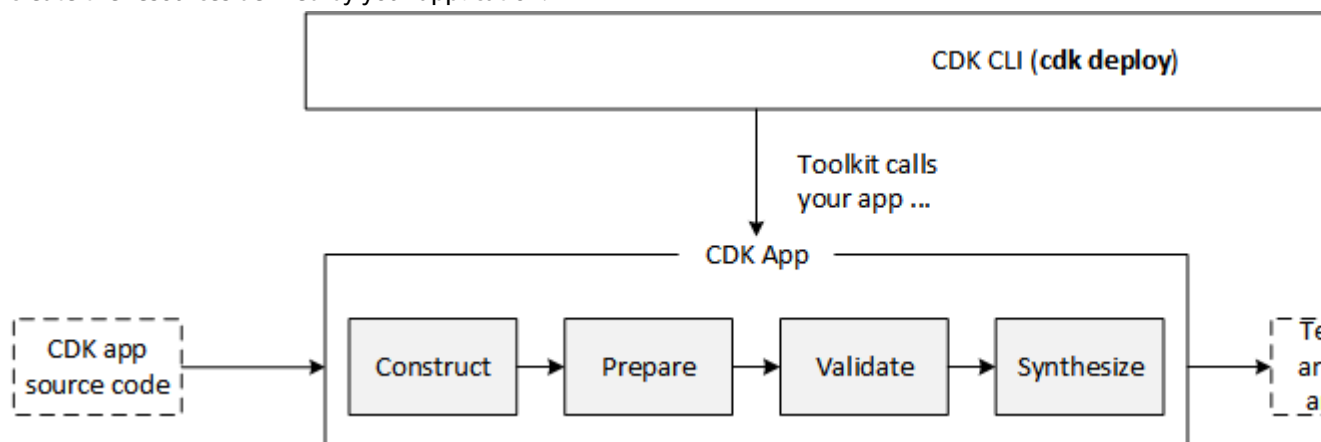 CDK CLI (cdk deploy)
Toolkit calls
your app ...
CDK App
CDK app
source code
Construct
Prepare
Validate
Synthesize